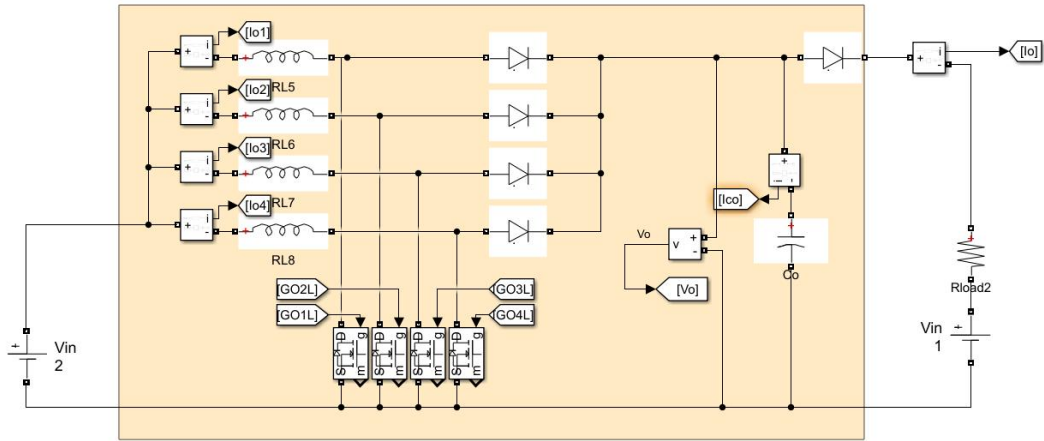 [Io1]
i
+
-
+
[Io]
i
+
-
[Io2]
RL5
i
+
-
+
[Io3]
RL6
i
+
-
+
[Ico]
+
-
i
[Io4]
RL7
i
+
-
+
Vo
v
+
-
+
RL8
Co
[Vo]
+
Rload2
[GO2L]
[GO3L]
[GO1L]
[GO4L]
Vin
2
+
S D g m
S D g m
S D g m
S D g m
Vin
1
+